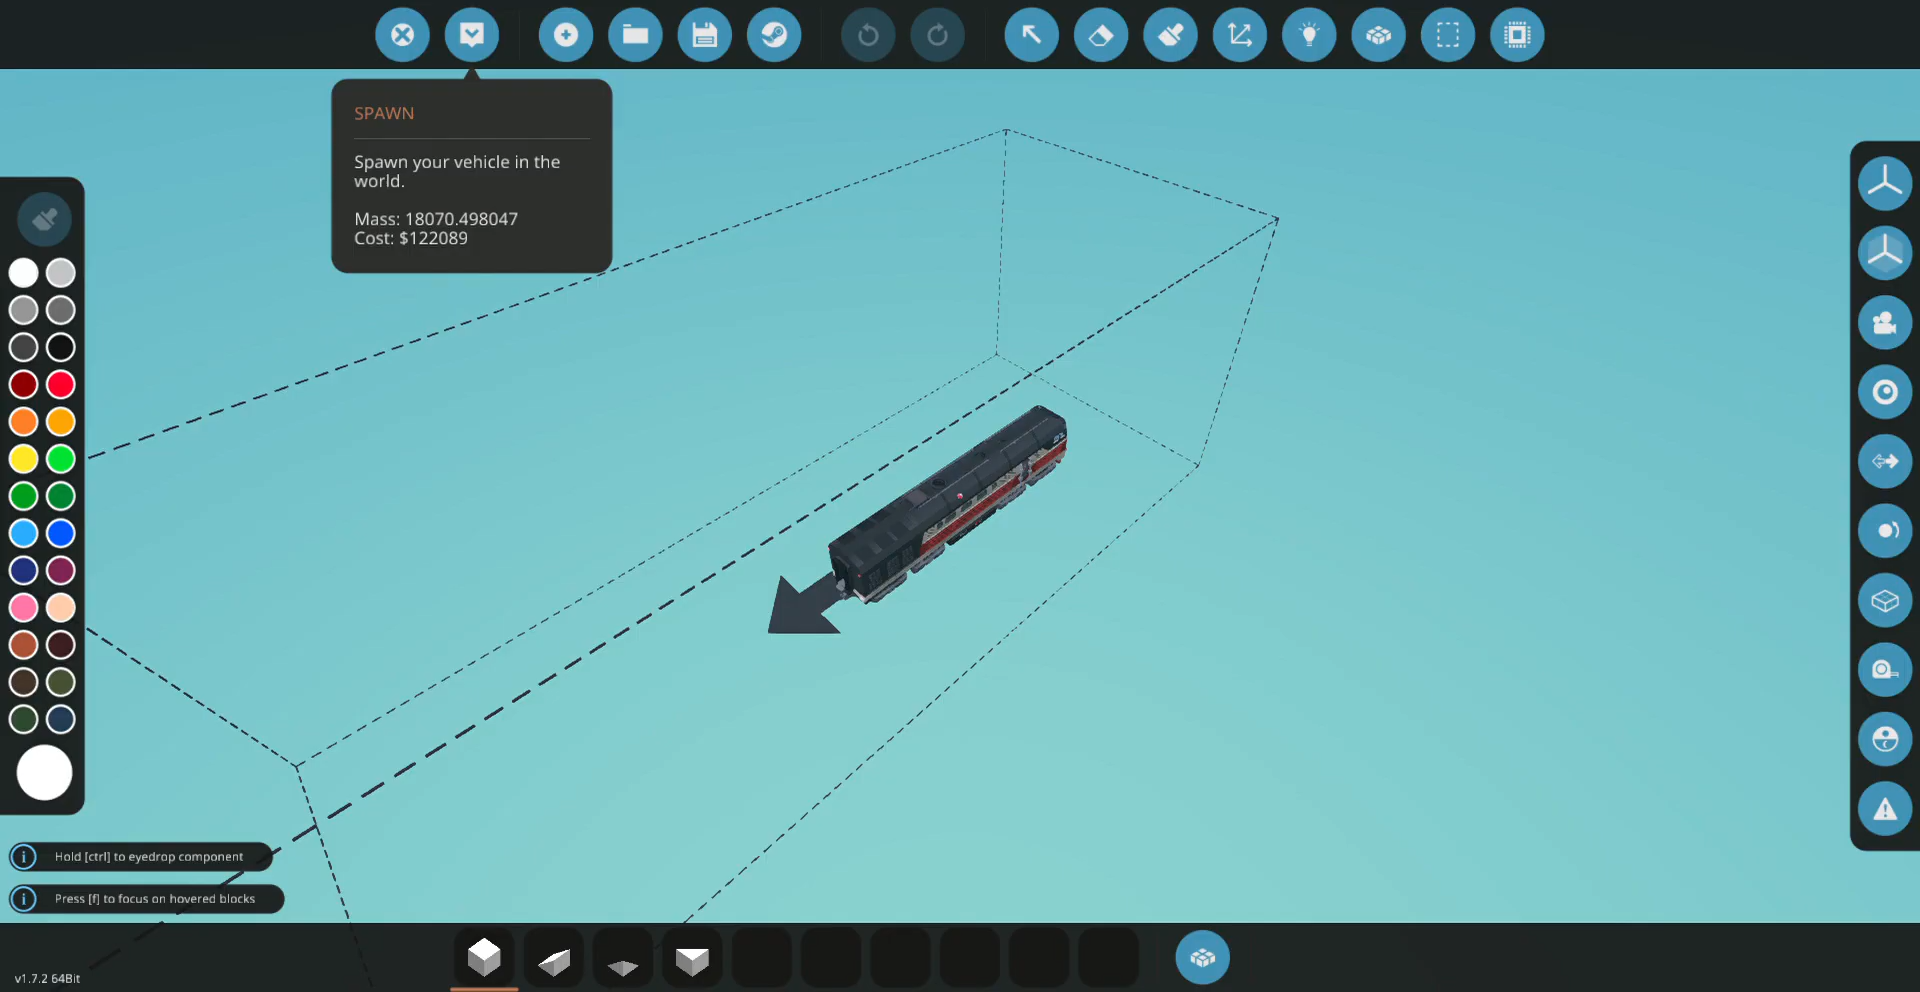 SPAWN
Spawn your vehicle in the
world.
Mass: 18070.498047
Cost: $122089
Hold [ctrl] to eyedrop component
Press [f] to focus on hovered blocks
v1.7.2 64Bit